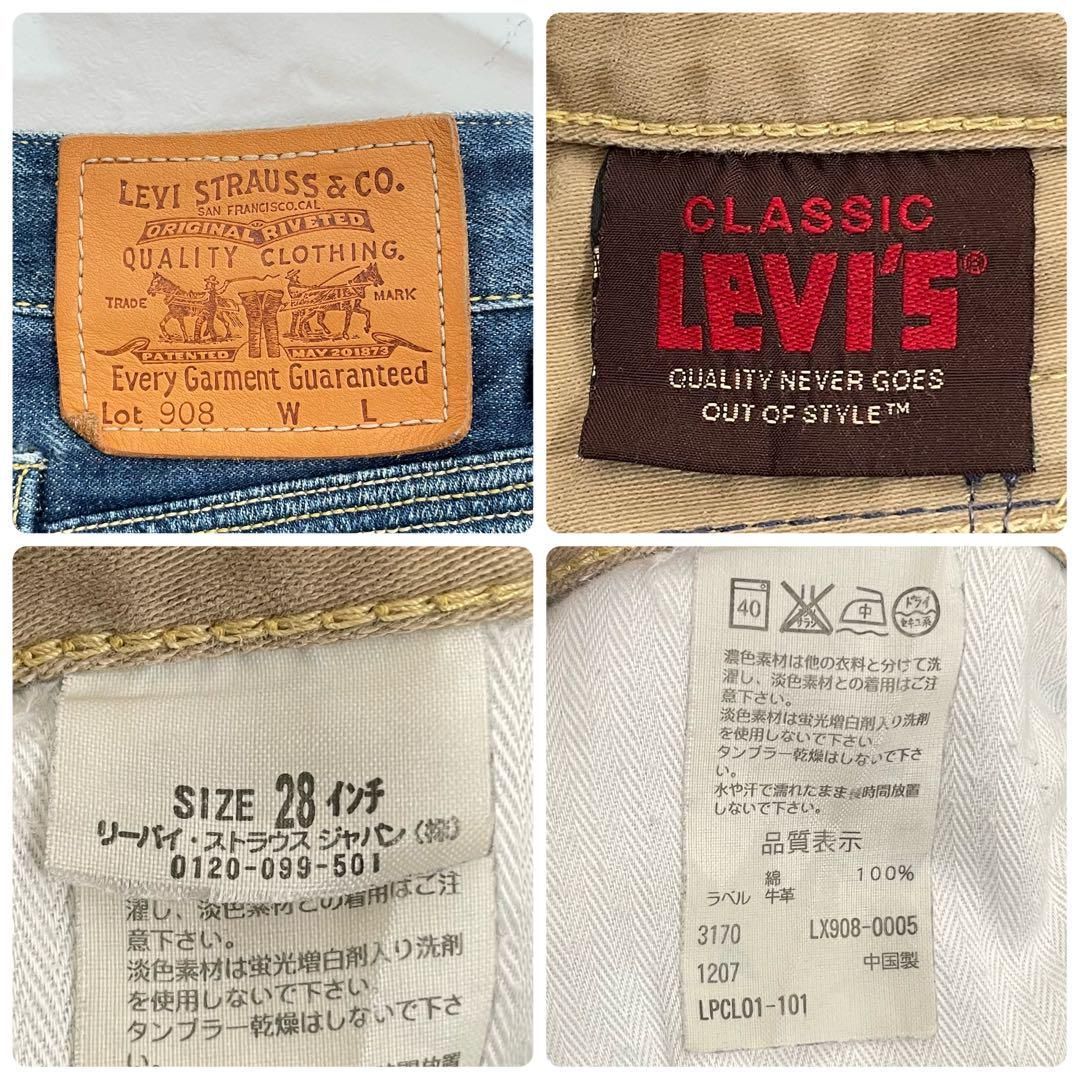 LEVI STRAUSS & CO.
SAN FRANCISCO.CAL.
ORIGINAL RIVETED
QUALITY CLOTHING.
TRADE MARK
PATENTED MAY 20 1873
Every Garment Guaranteed
Lot 908 W L
CLASSIC
LEVI'S®
QUALITY NEVER GOES
OUT OF STYLE™
SIZE 28 インチ
リーバイ・ストラウス ジャパン(株)
0120-099-501
濯し、淡色素材との着用はご注
意下さい。
淡色素材は蛍光増白剤入り洗剤
を使用しないで下さい。
タンブラー乾燥はしないで下さ
い。
時間放置
40
中
ドライ
濃色素材は他の衣料と分けて洗
濯し、淡色素材との着用はご注
意下さい。
淡色素材は蛍光増白剤入り洗剤
を使用しないで下さい。
タンブラー乾燥はしないで下さ
い。
水や汗で濡れたまま長時間放置
しないで下さい。
品質表示
綿 100%
ラベル 牛革
3170 LX908-0005
1207 中国製
LPCL01-101